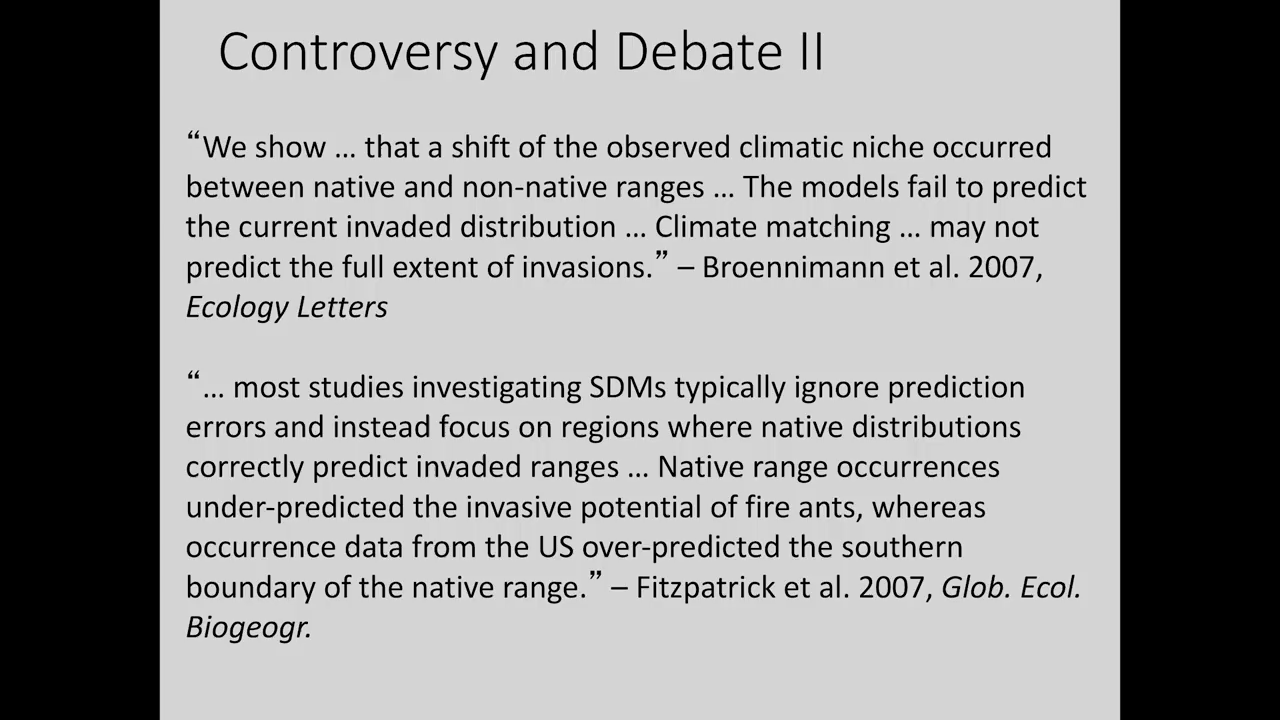 Controversy and Debate II
“We show … that a shift of the observed climatic niche occurred
between native and non-native ranges … The models fail to predict
the current invaded distribution … Climate matching … may not
predict the full extent of invasions.” – Broennimann et al. 2007,
Ecology Letters
“… most studies investigating SDMs typically ignore prediction
errors and instead focus on regions where native distributions
correctly predict invaded ranges … Native range occurrences
under-predicted the invasive potential of fire ants, whereas
occurrence data from the US over-predicted the southern
boundary of the native range.” – Fitzpatrick et al. 2007, Glob. Ecol.
Biogeogr.